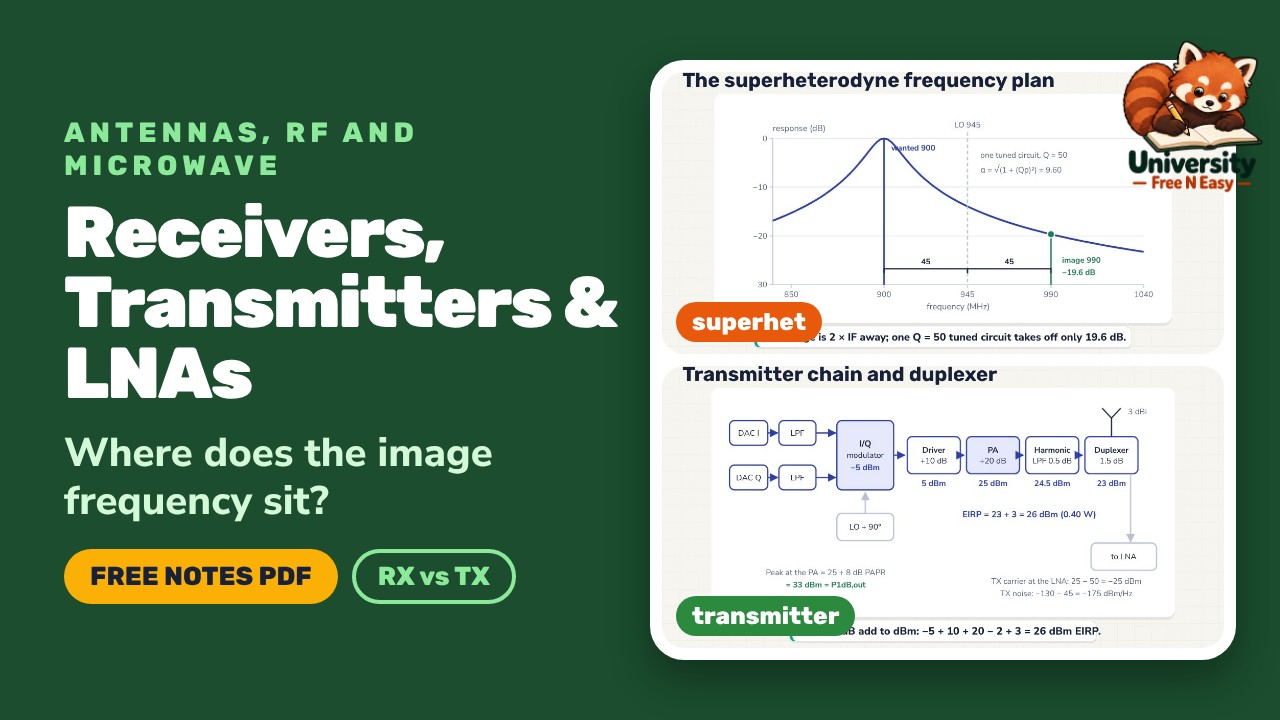 ANTENNAS, RF AND
MICROWAVE
Receivers,
Transmitters &
LNAs
Where does the image
frequency sit?
FREE NOTES PDF
RX vs TX
The superheterodyne frequency plan
response (dB)
LO 945
0
wanted 900
one tuned circuit, Q = 50
α = √(1 + (Qρ)²) = 9.60
−10
−20
45
45
image 990
−19.6 dB
30
850
900
945
990
1040
frequency (MHz)
superhet
is 2 × IF away; one Q = 50 tuned circuit takes off only 19.6 dB.
University
Free N Easy
Transmitter chain and duplexer
3 dBi
DAC I
LPF
I/Q
modulator
−5 dBm
Driver
+10 dB
PA
+20 dB
Harmonic
LPF 0.5 dB
Duplexer
1.5 dB
DAC Q
LPF
5 dBm
25 dBm
24.5 dBm
23 dBm
LO ÷ 90°
EIRP = 23 + 3 = 26 dBm (0.40 W)
to LNA
Peak at the PA = 25 + 8 dB PAPR
= 33 dBm = P1dB,out
TX carrier at the LNA: 25 − 50 = −25 dBm
TX noise: −130 − 45 = −175 dBm/Hz
transmitter
dB add to dBm: −5 + 10 + 20 − 2 + 3 = 26 dBm EIRP.